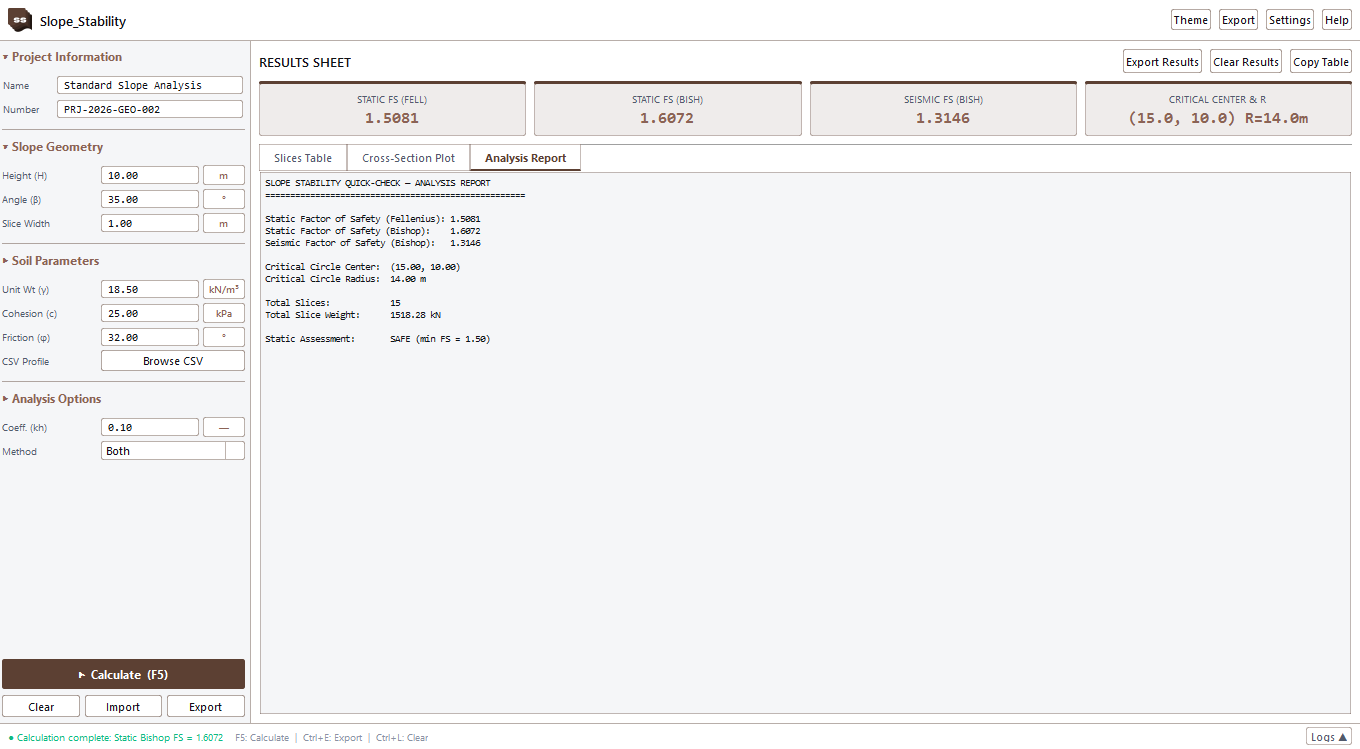 SS Slope_Stability Theme Export Settings Help
▾ Project Information
Name Standard Slope Analysis
Number PRJ-2026-GEO-002
▾ Slope Geometry
Height (H) 10.00 m
Angle (β) 35.00 °
Slice Width 1.00 m
▸ Soil Parameters
Unit Wt (γ) 18.50 kN/m³
Cohesion (c) 25.00 kPa
Friction (φ) 32.00 °
CSV Profile Browse CSV
▸ Analysis Options
Coeff. (kh) 0.10 —
Method Both
▸ Calculate (F5)
Clear Import Export
RESULTS SHEET Export Results Clear Results Copy Table
STATIC FS (FELL)
1.5081
STATIC FS (BISH)
1.6072
SEISMIC FS (BISH)
1.3146
CRITICAL CENTER & R
(15.0, 10.0) R=14.0m
Slices Table Cross-Section Plot Analysis Report
SLOPE STABILITY QUICK-CHECK — ANALYSIS REPORT
====================================================
Static Factor of Safety (Fellenius): 1.5081
Static Factor of Safety (Bishop): 1.6072
Seismic Factor of Safety (Bishop): 1.3146
Critical Circle Center: (15.00, 10.00)
Critical Circle Radius: 14.00 m
Total Slices: 15
Total Slice Weight: 1518.28 kN
Static Assessment: SAFE (min FS = 1.50)
● Calculation complete: Static Bishop FS = 1.6072 F5: Calculate | Ctrl+E: Export | Ctrl+L: Clear Logs ▲